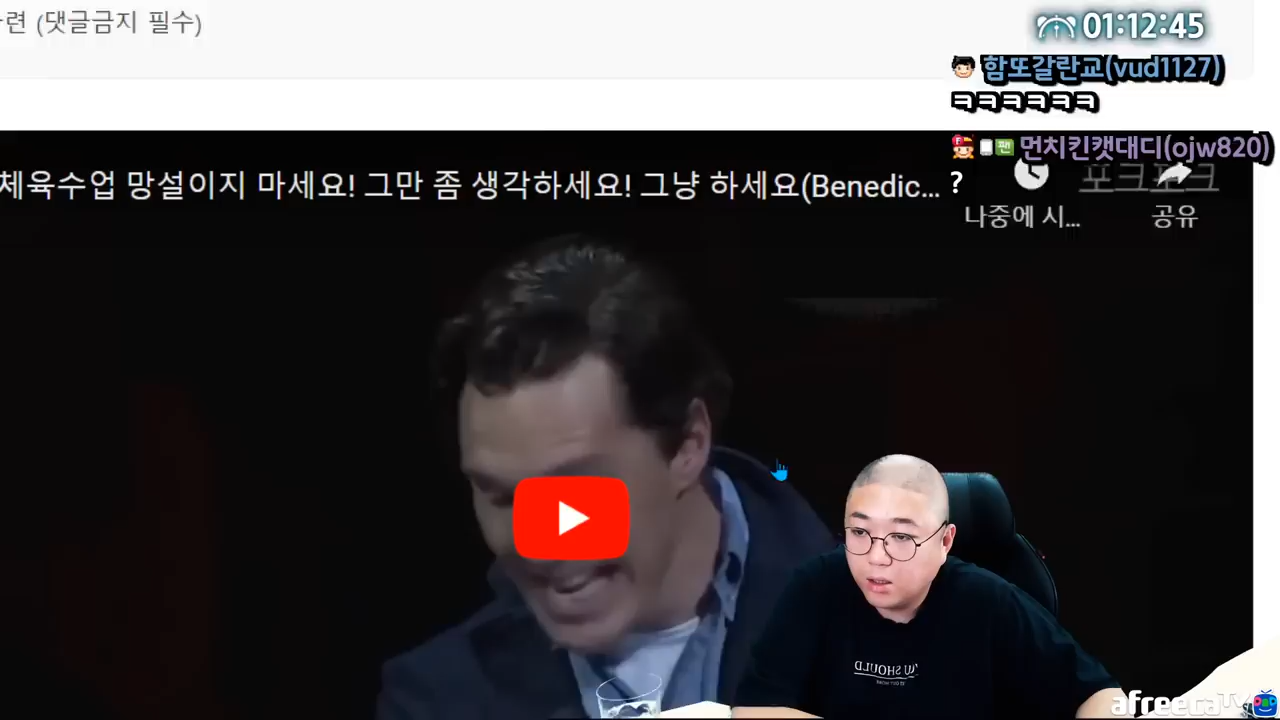 련 (댓글금지 필수)
01:12:45
함또갈란교(vud1127)
ㅋㅋㅋㅋㅋㅋ
먼치킨캣대디(ojw820)
?
체육수업 망설이지 마세요! 그만 좀 생각하세요! 그냥 하세요(Benedic...
포크포크
나중에 시...
공유
SHOULD
afreecaTV